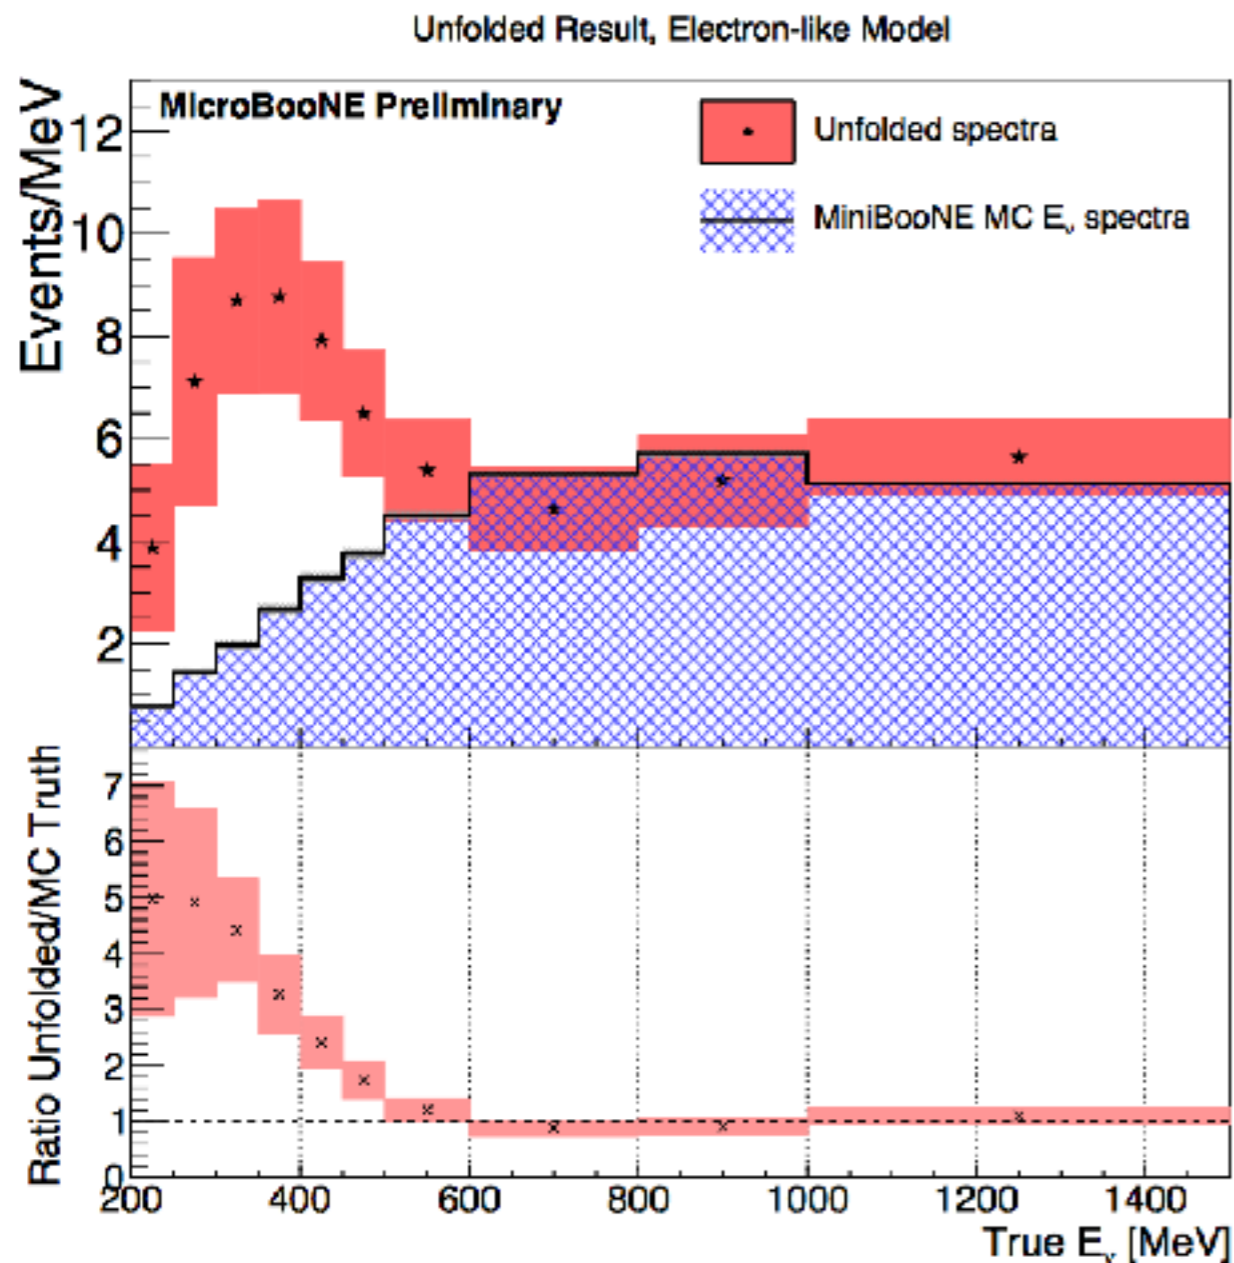 Unfolded Result, Electron-like Model
MicroBooNE Preliminary
Unfolded spectra
MiniBooNE MC Eν spectra
Events/MeV
12
10
8
6
4
2
Ratio Unfolded/MC Truth
7
6
5
4
3
2
1
0
200 400 600 800 1000 1200 1400
True Eν [MeV]